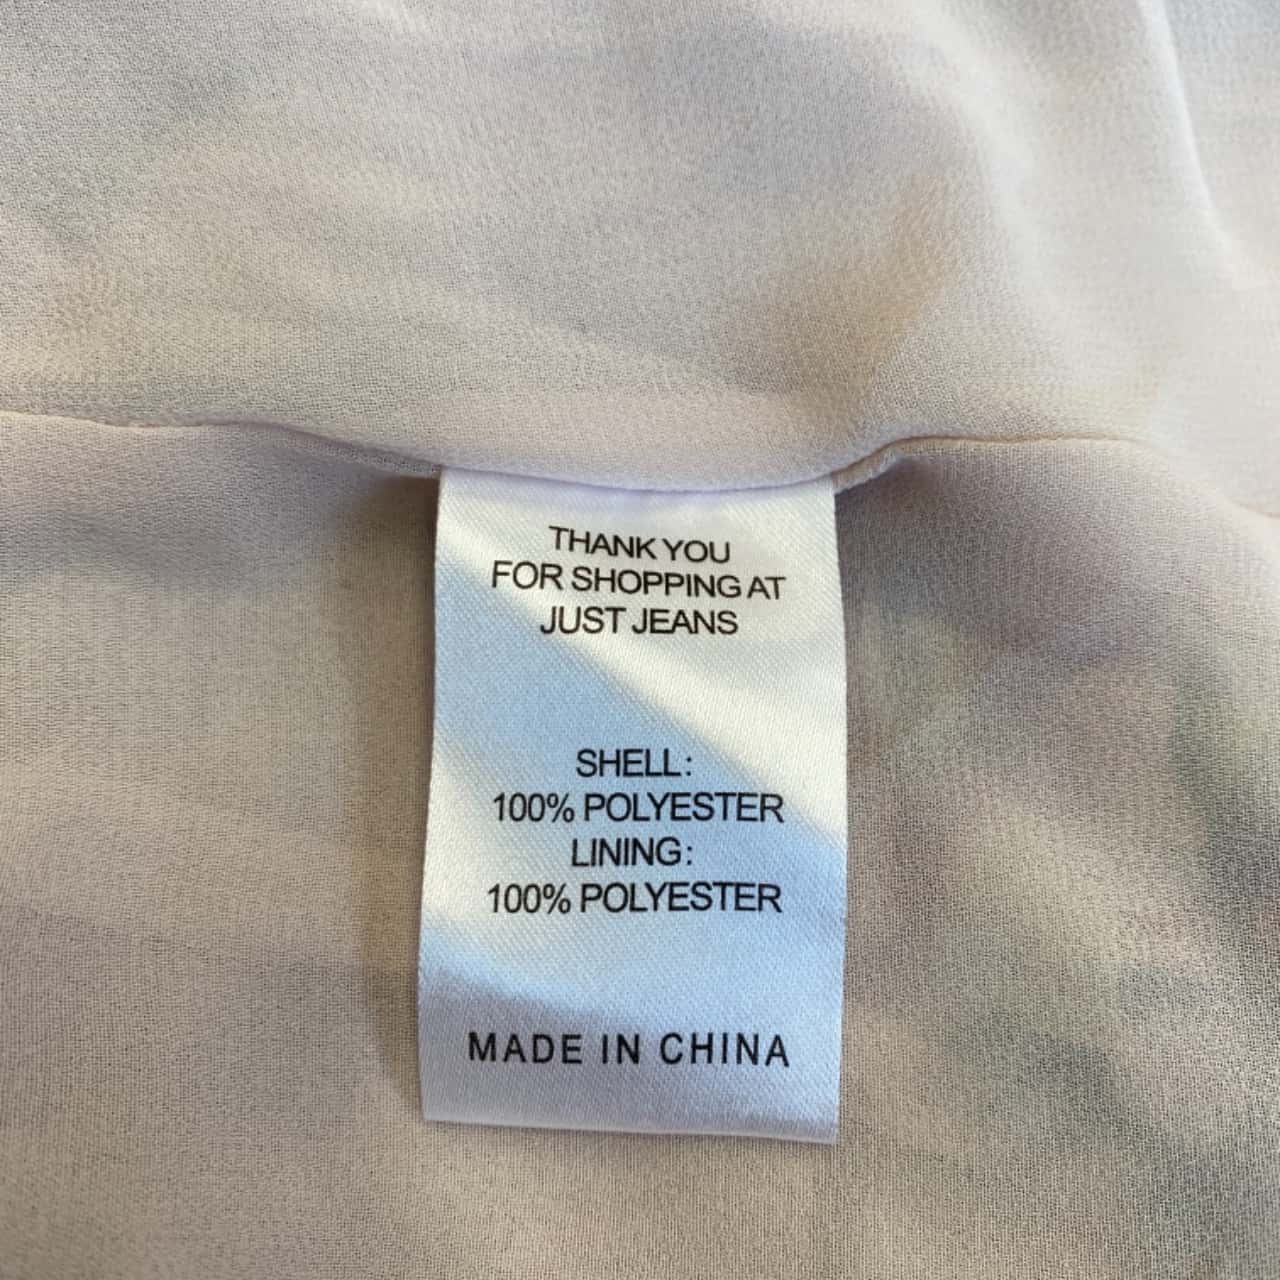 THANK YOU
FOR SHOPPING AT
JUST JEANS
SHELL:
100% POLYESTER
LINING:
100% POLYESTER
MADE IN CHINA